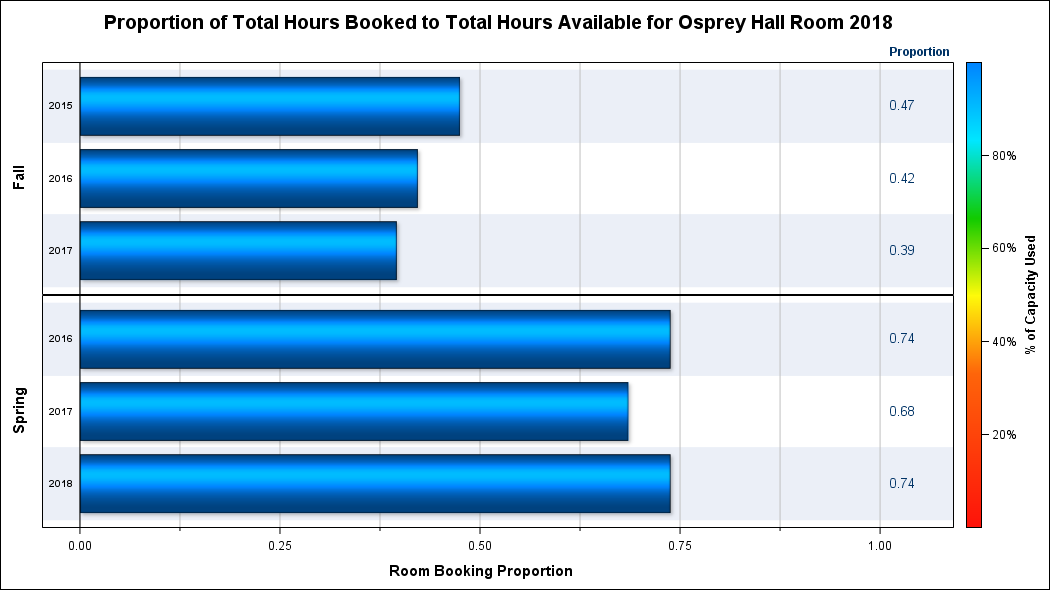 Proportion of Total Hours Booked to Total Hours Available for Osprey Hall Room 2018
Proportion
Fall
2015 0.47
2016 0.42
2017 0.39
Spring
2016 0.74
2017 0.68
2018 0.74
0.00 0.25 0.50 0.75 1.00
Room Booking Proportion
80%
60%
40%
20%
% of Capacity Used